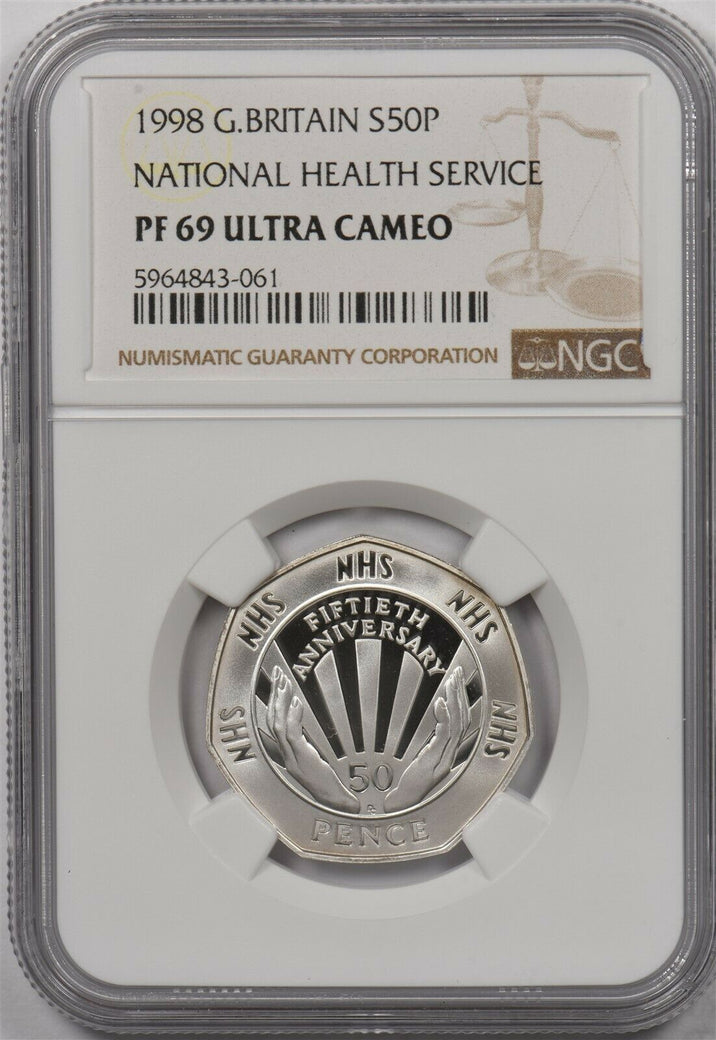 1998 G.BRITAIN S50P
NATIONAL HEALTH SERVICE
PF 69 ULTRA CAMEO
5964843-061
NUMISMATIC GUARANTY CORPORATION
NGC
NHS
NHS
NHS
NHS
NHS
FIFTIETH
ANNIVERSARY
50
PENCE